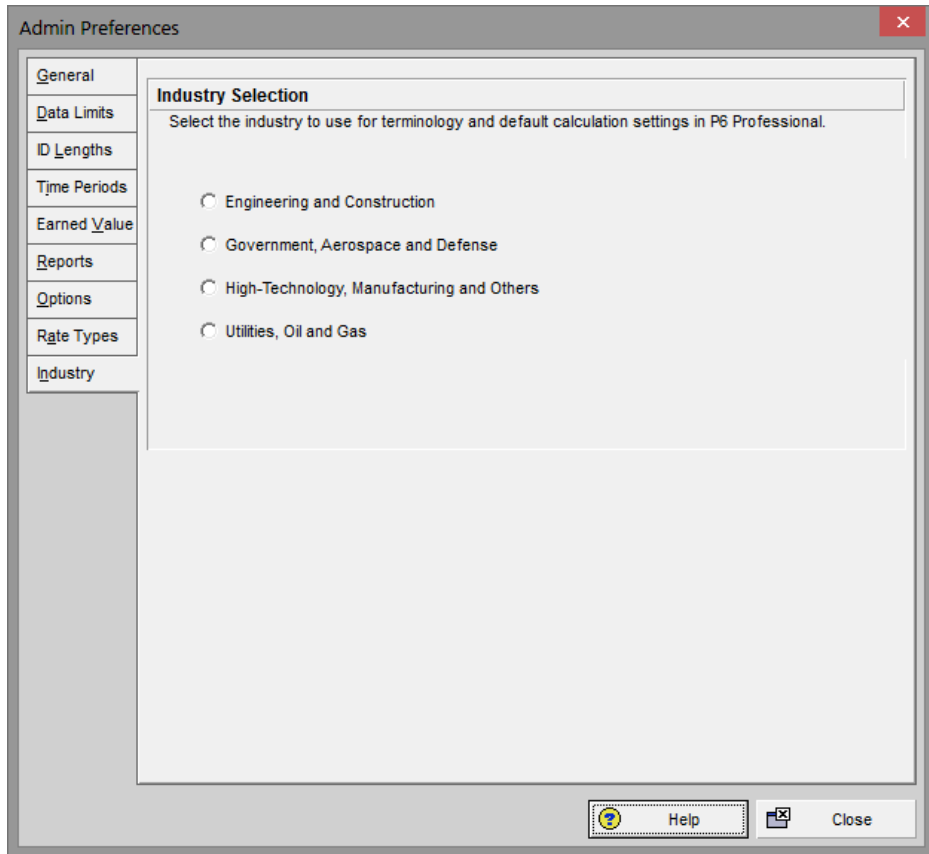 Admin Preferences
General
Data Limits
ID Lengths
Time Periods
Earned Value
Reports
Options
Rate Types
Industry
Industry Selection
Select the industry to use for terminology and default calculation settings in P6 Professional.
Engineering and Construction
Government, Aerospace and Defense
High-Technology, Manufacturing and Others
Utilities, Oil and Gas
Help
Close